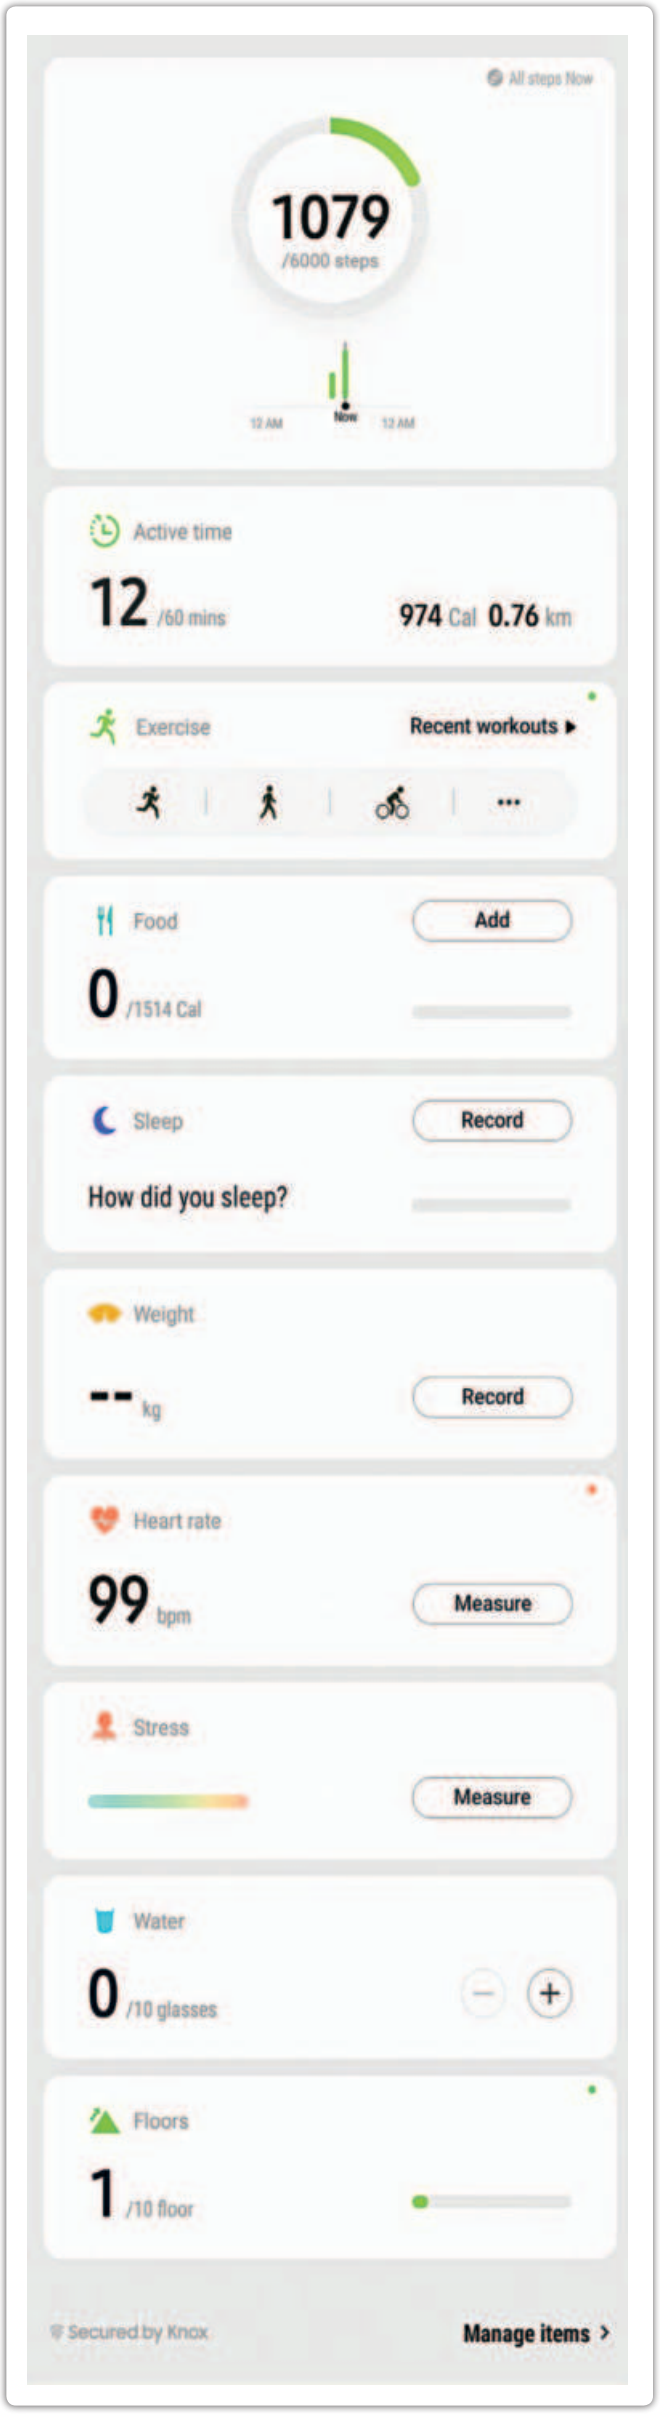 All steps Now
1079
/6000 steps
12 AM Now 12 AM
Active time
12 /60 mins 974 Cal 0.76 km
Exercise Recent workouts
Food Add
0 /1514 Cal
Sleep Record
How did you sleep?
Weight
-- kg Record
Heart rate
99 bpm Measure
Stress
Measure
Water
0 /10 glasses
Floors
1 /10 floor
Secured by Knox Manage items >